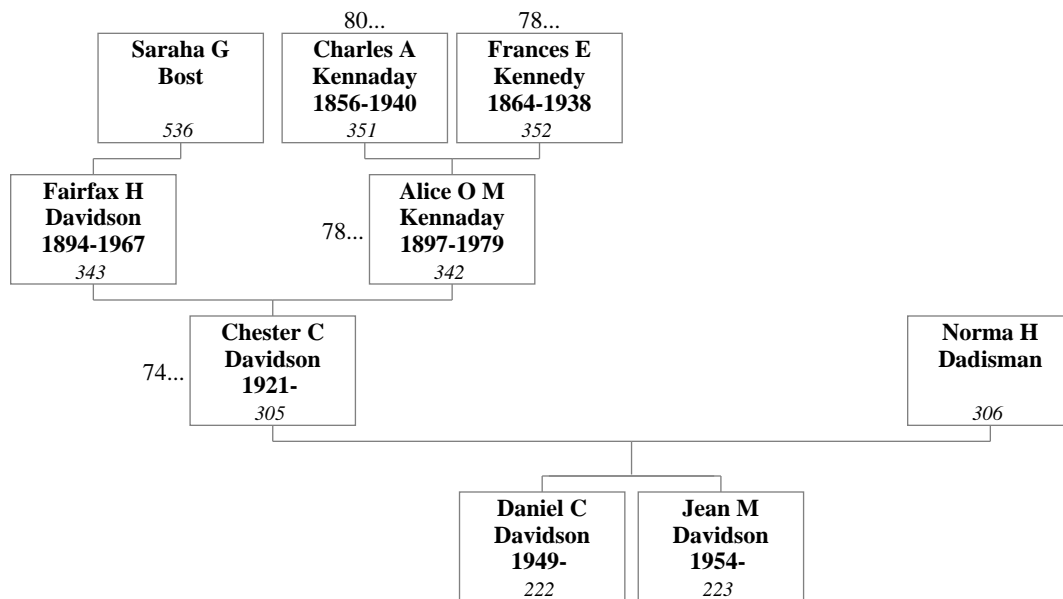 80...
78...
Saraha G
Bost
536
Charles A
Kennaday
1856-1940
351
Frances E
Kennedy
1864-1938
352
Fairfax H
Davidson
1894-1967
343
78...
Alice O M
Kennaday
1897-1979
342
74...
Chester C
Davidson
1921-
305
Norma H
Dadisman
306
Daniel C
Davidson
1949-
222
Jean M
Davidson
1954-
223